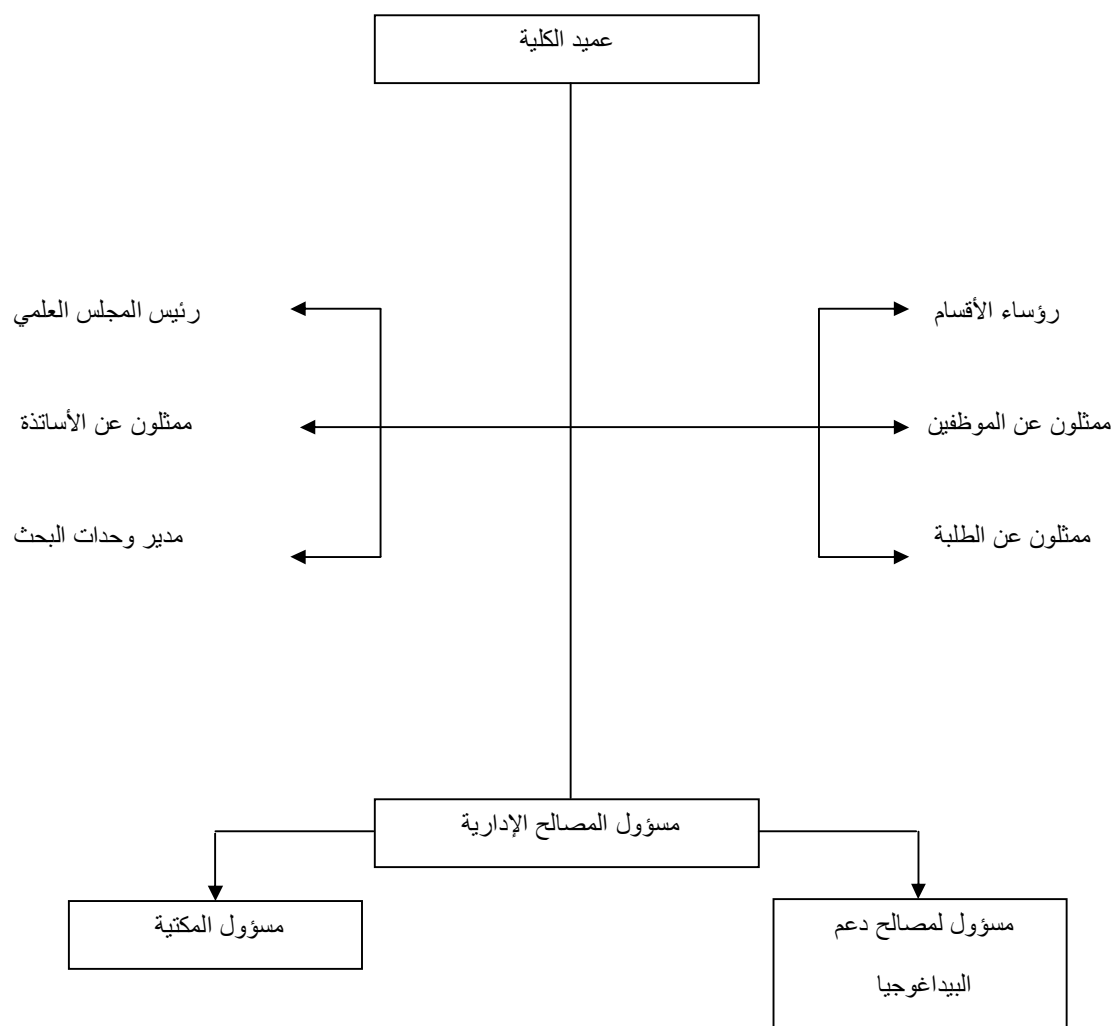 عميد الكلية
رؤساء الأقسام
رئيس المجلس العلمي
ممثلون عن الموظفين
ممثلون عن الأساتذة
ممثلون عن الطلبة
مدير وحدات البحث
مسؤول المصالح الإدارية
مسؤول لمصالح دعم
البيداغوجيا
مسؤول المكتبة